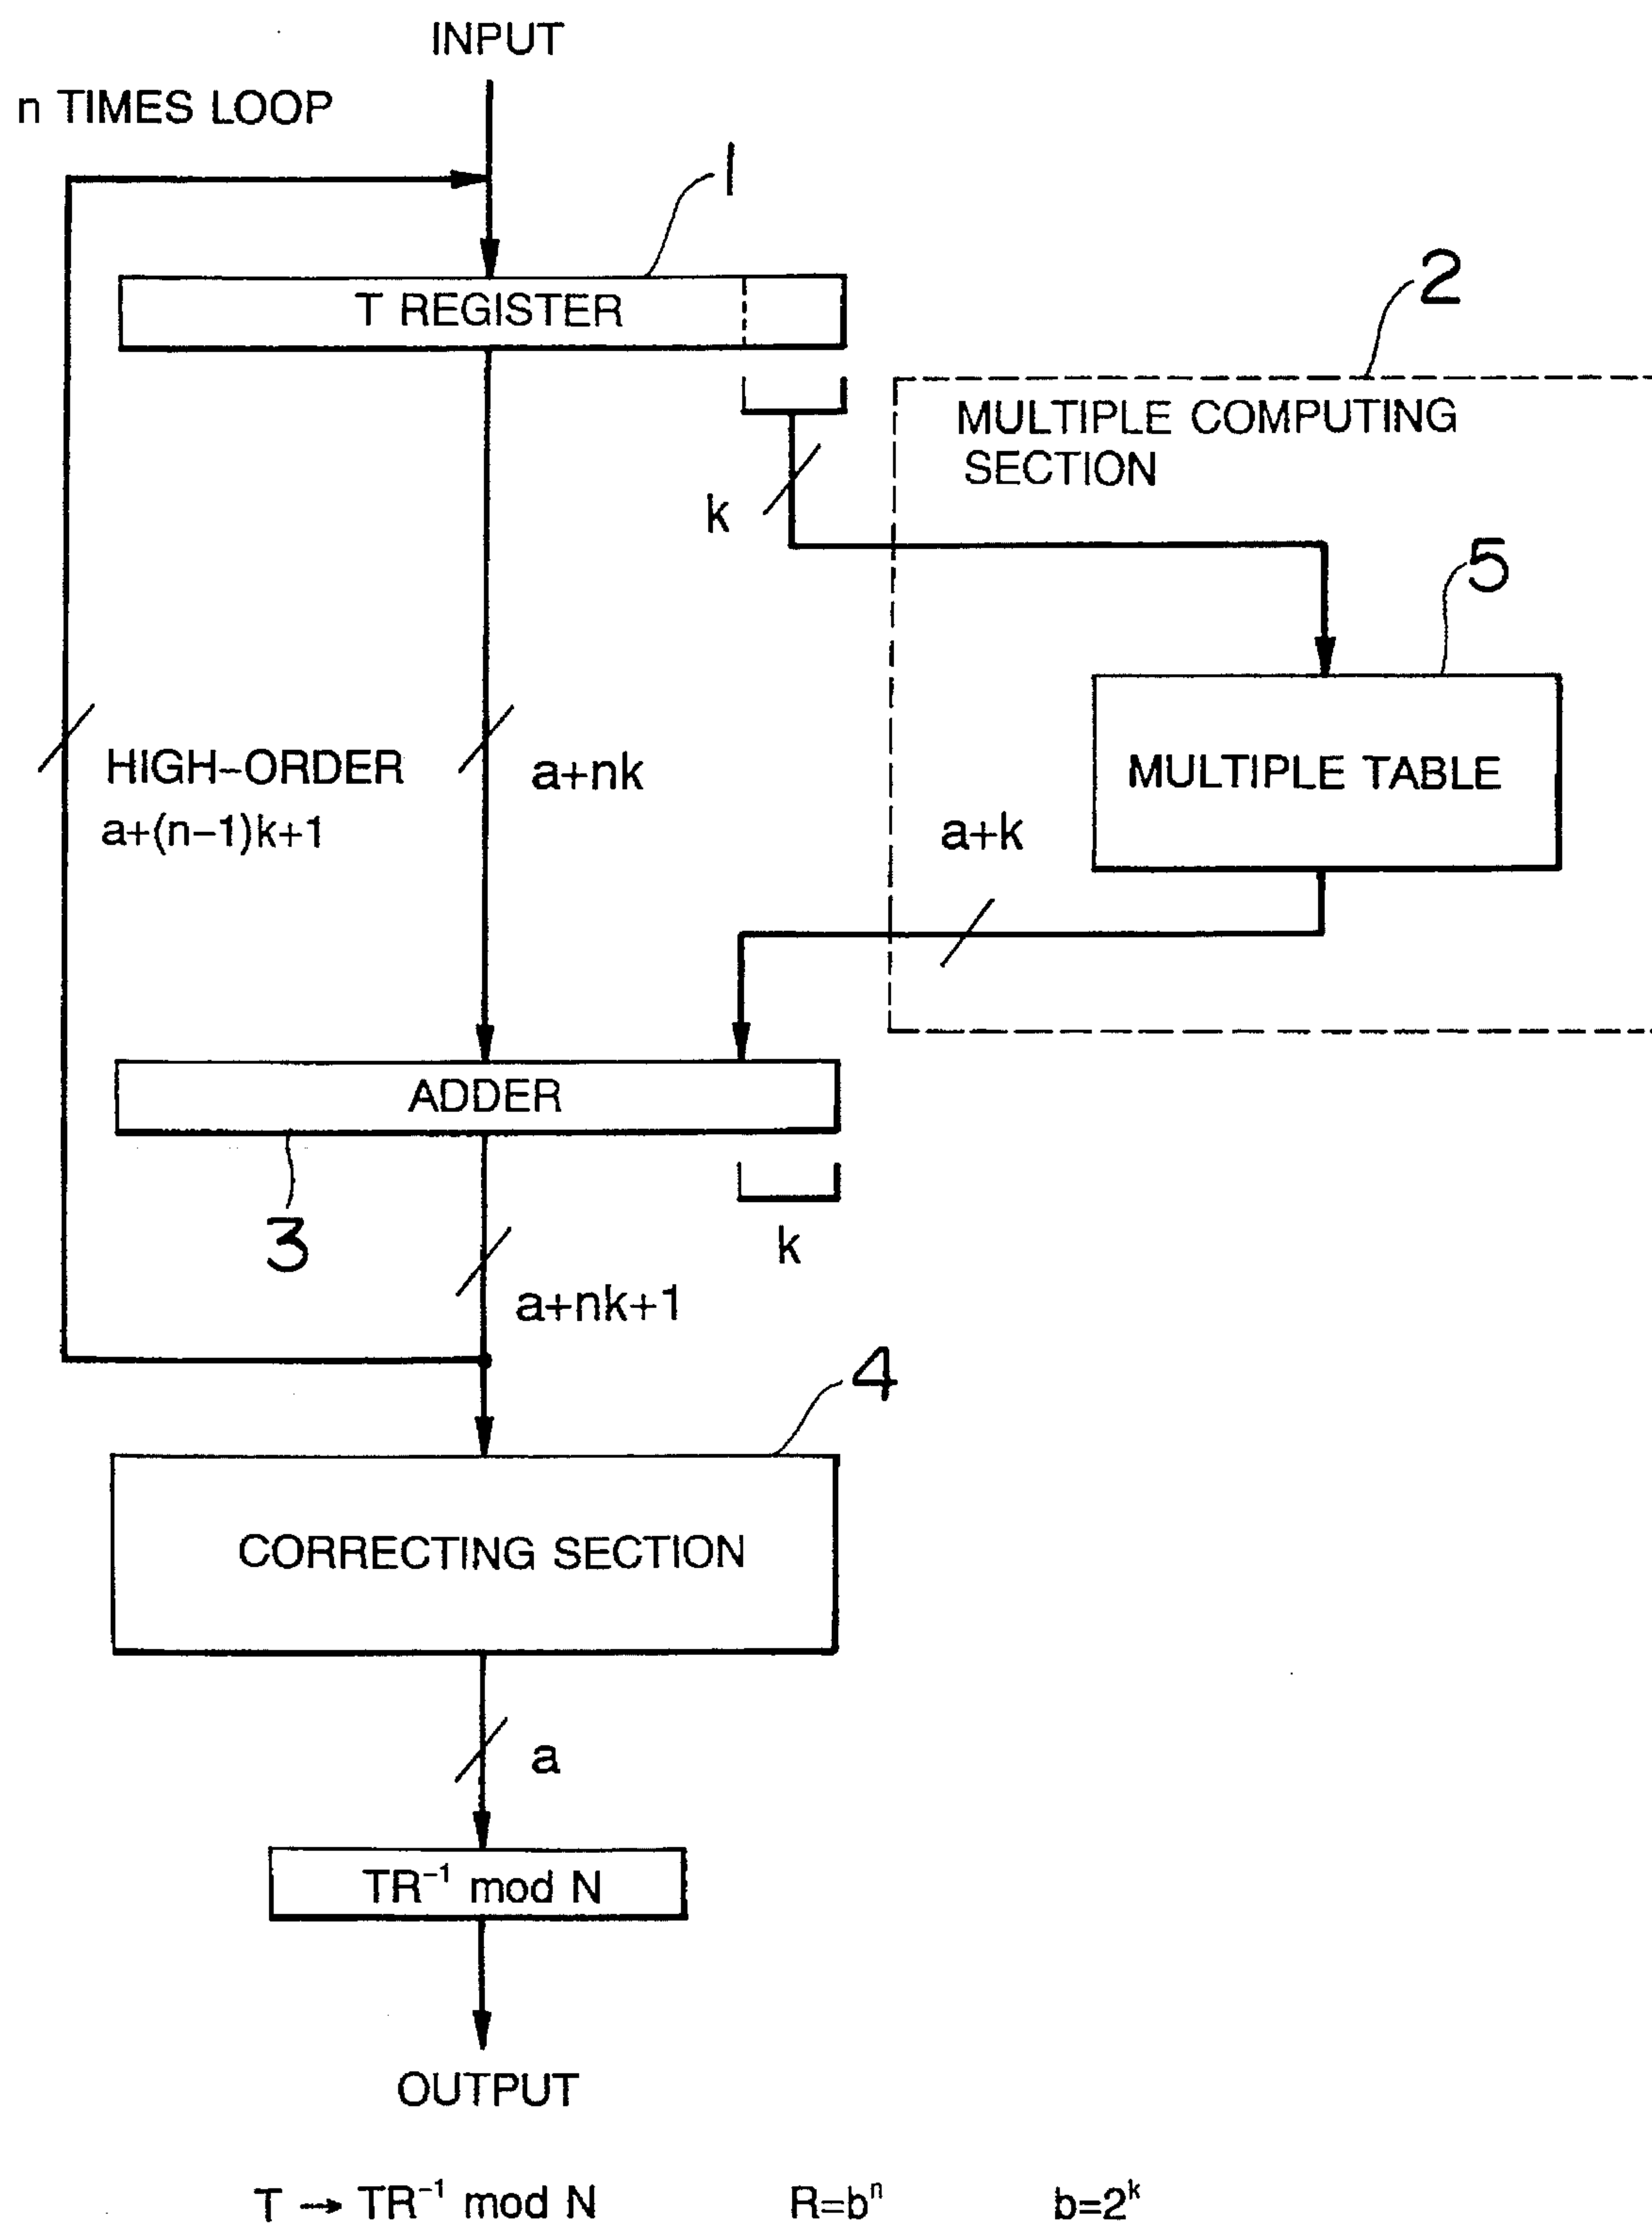 INPUT
n TIMES LOOP
1
T REGISTER
2
MULTIPLE COMPUTING
SECTION
k
5
HIGH–ORDER
a+(n–1)k+1
a+nk
MULTIPLE TABLE
a+k
ADDER
3
k
a+nk+1
4
CORRECTING SECTION
a
TR⁻¹ mod N
OUTPUT
T → TR⁻¹ mod N R=bⁿ b=2ᵏ